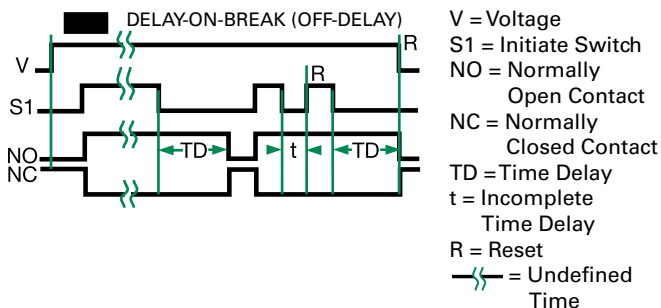 DELAY-ON-BREAK (OFF-DELAY)
R
V
R
S1
NO
NC
TD
t
TD
V = Voltage
S1 = Initiate Switch
NO = Normally
Open Contact
NC = Normally
Closed Contact
TD = Time Delay
t = Incomplete
Time Delay
R = Reset
= Undefined
Time